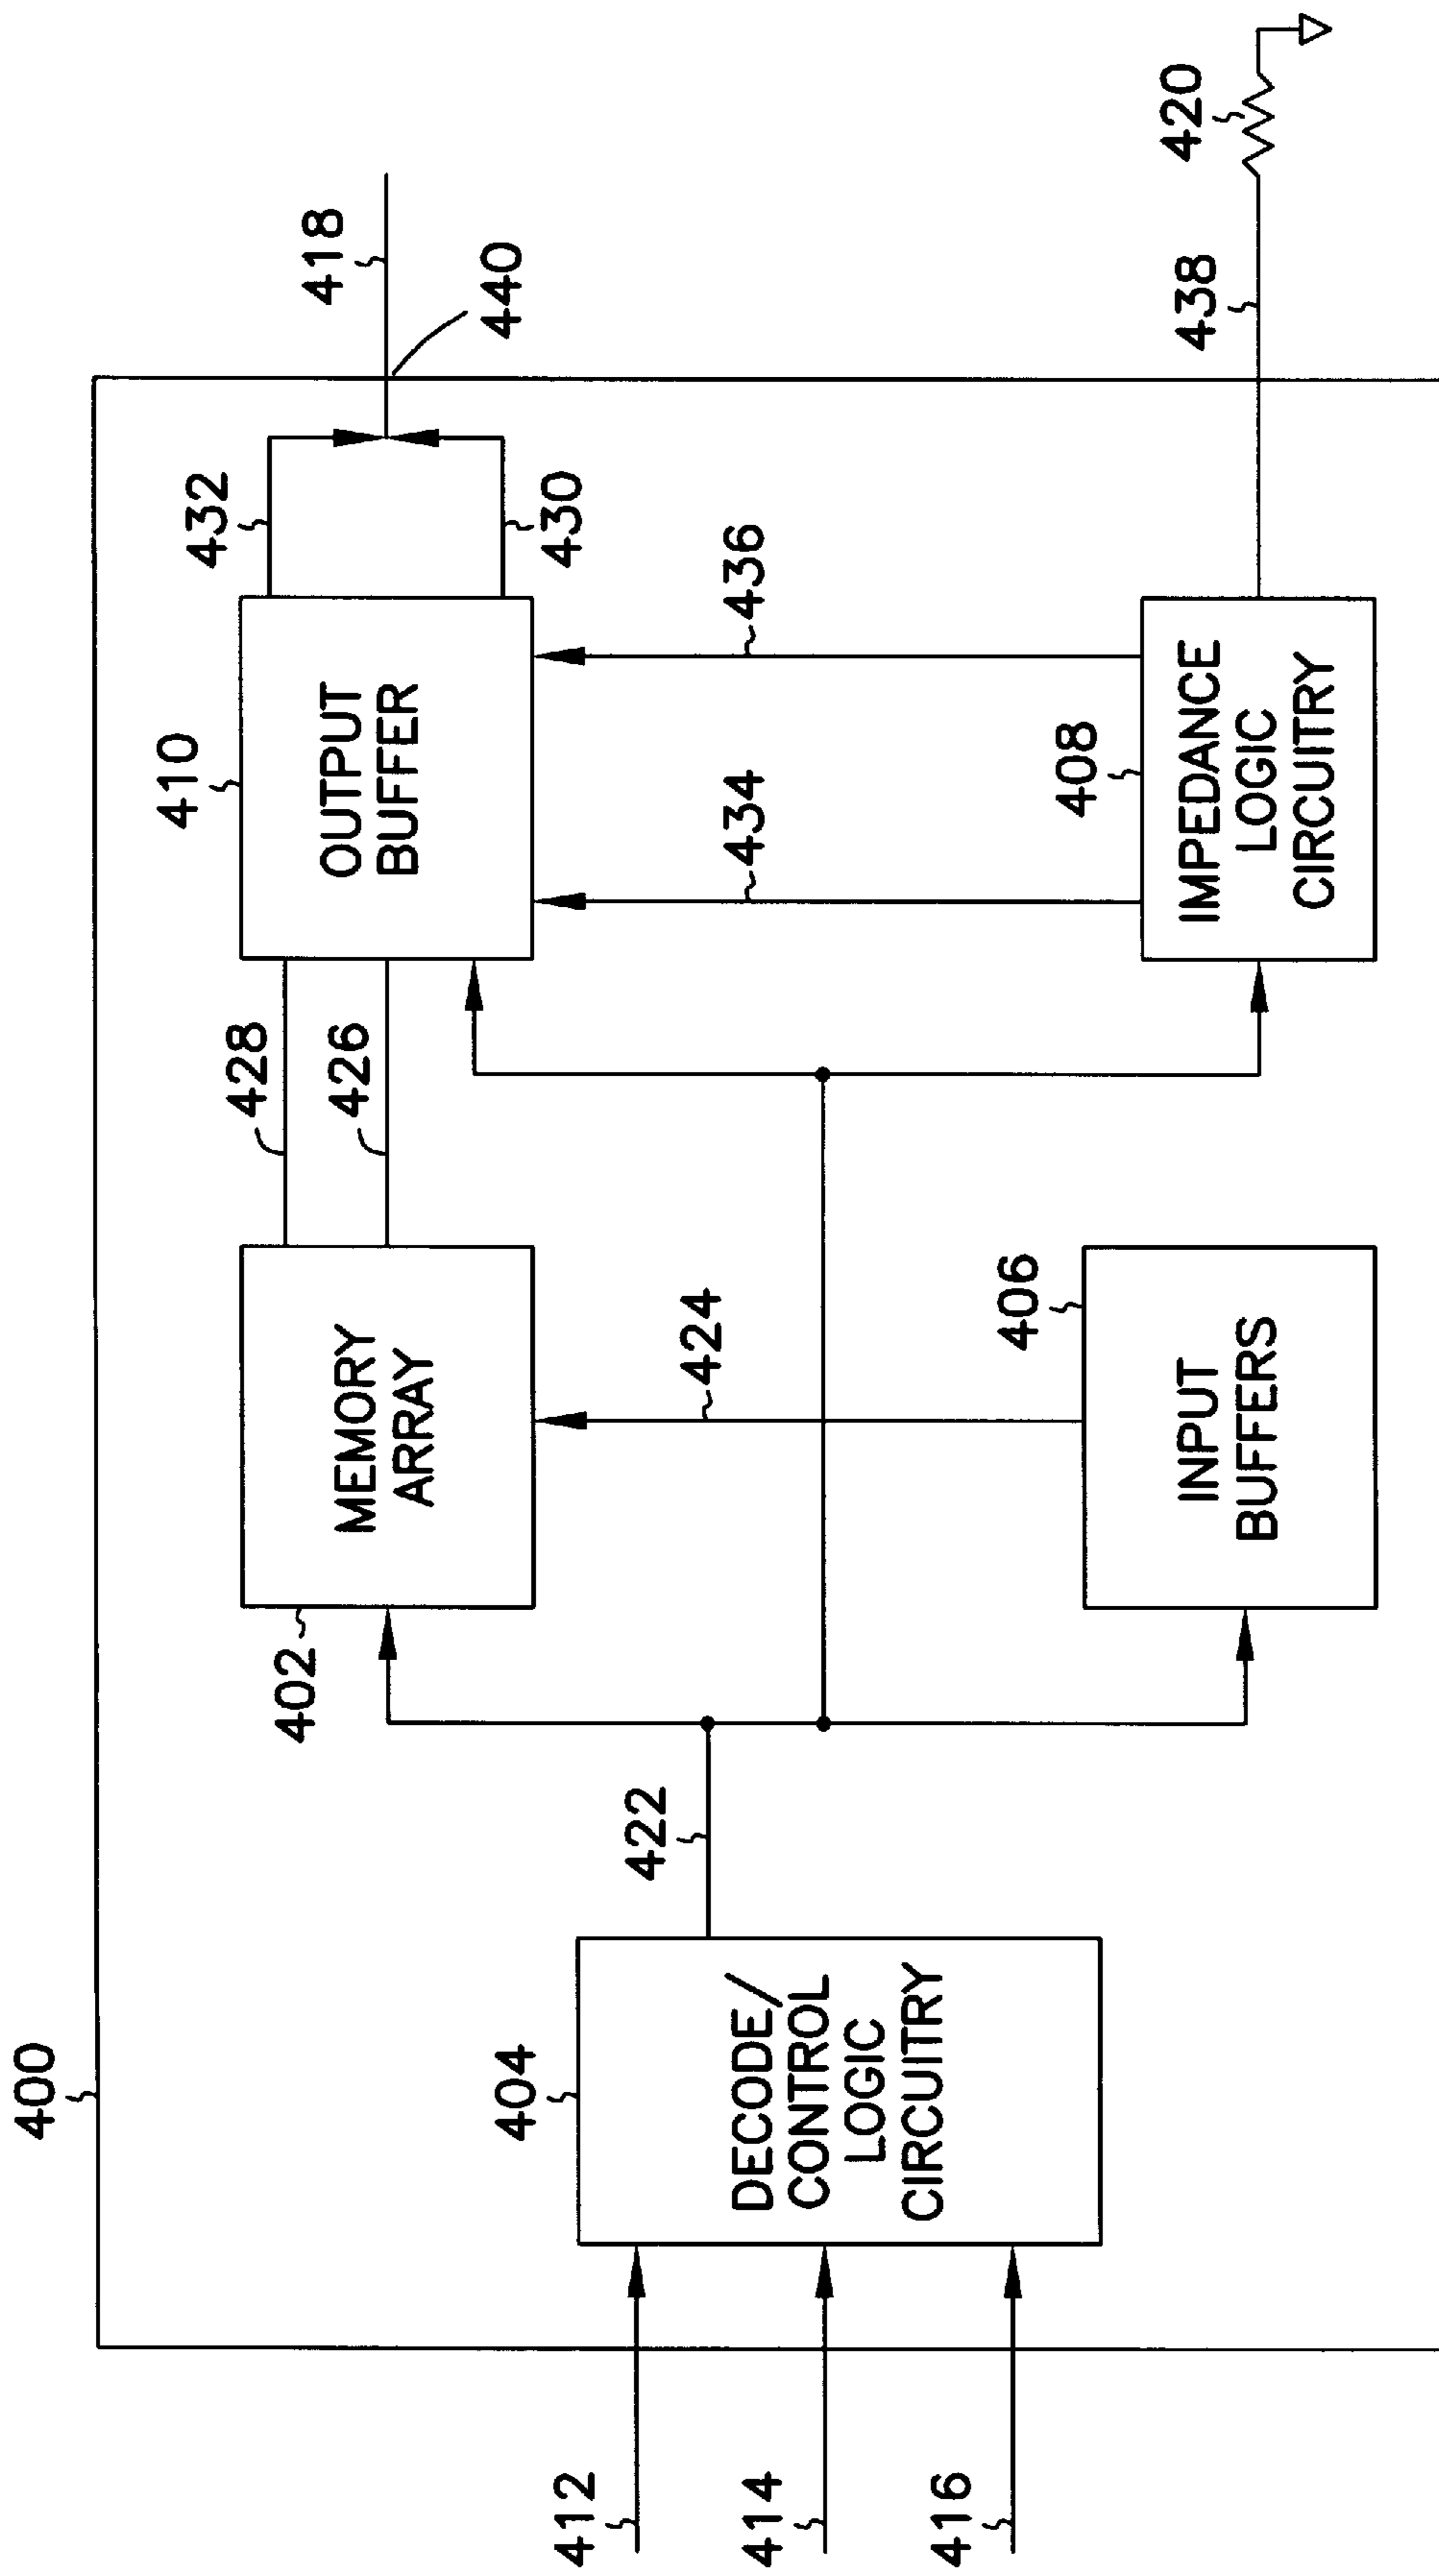 400
402
MEMORY
ARRAY
428
426
410
OUTPUT
BUFFER
432
430
418
440
404
DECODE/
CONTROL
LOGIC
CIRCUITRY
422
424
434
436
412
414
416
406
INPUT
BUFFERS
408
IMPEDANCE
LOGIC
CIRCUITRY
438
420